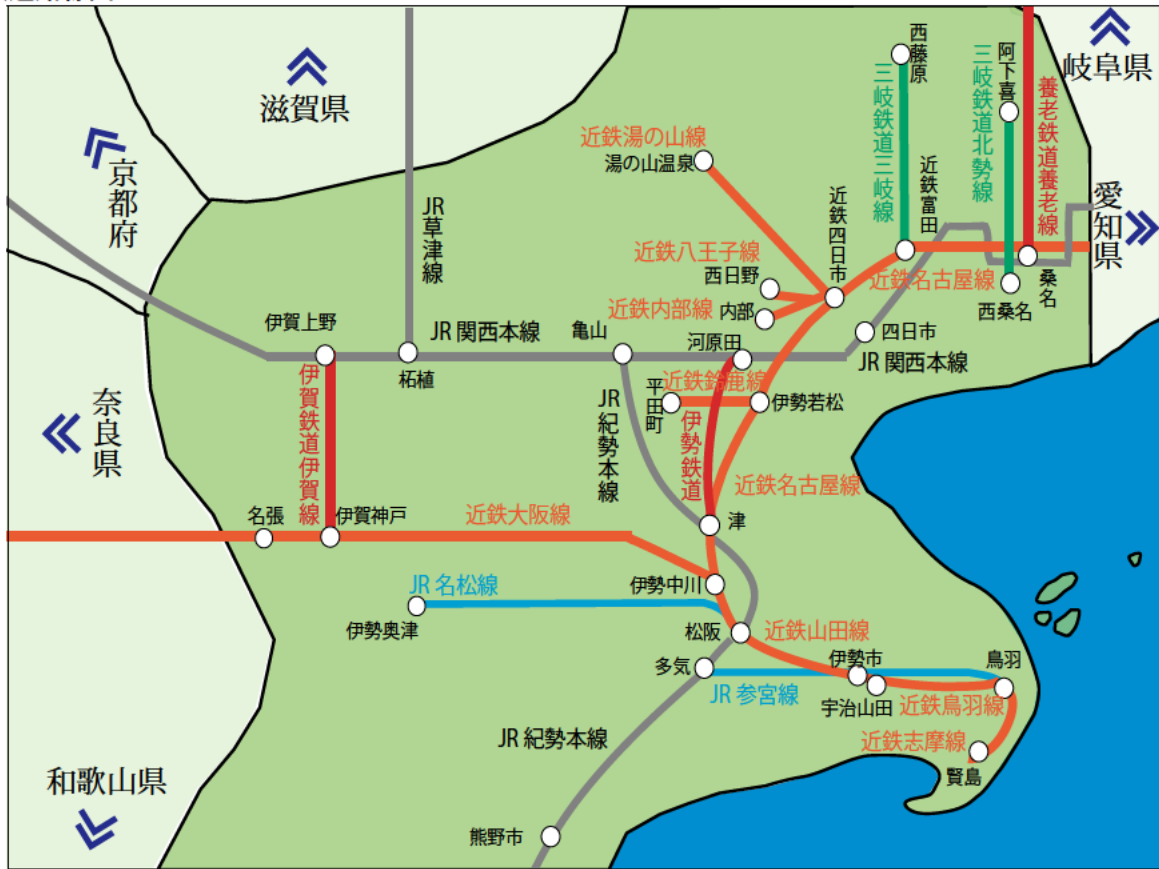 岐阜県
滋賀県
京都府
愛知県
奈良県
和歌山県
西藤原
三岐鉄道三岐線
阿下喜
三岐鉄道北勢線
養老鉄道養老線
近鉄湯の山線
湯の山温泉
近鉄富田
近鉄四日市
JR草津線
近鉄八王子線
西日野
近鉄名古屋線
桑名
西桑名
近鉄内部線
内部
四日市
伊賀上野
JR 関西本線
亀山
河原田
JR 関西本線
柘植
近鉄鈴鹿線
平田町
伊勢若松
伊賀鉄道伊賀線
JR紀勢本線
伊勢鉄道
近鉄名古屋線
名張
伊賀神戸
近鉄大阪線
津
JR 名松線
伊勢中川
伊勢奥津
松阪
近鉄山田線
多気
伊勢市
鳥羽
JR 参宮線
宇治山田
近鉄鳥羽線
JR 紀勢本線
近鉄志摩線
賢島
熊野市